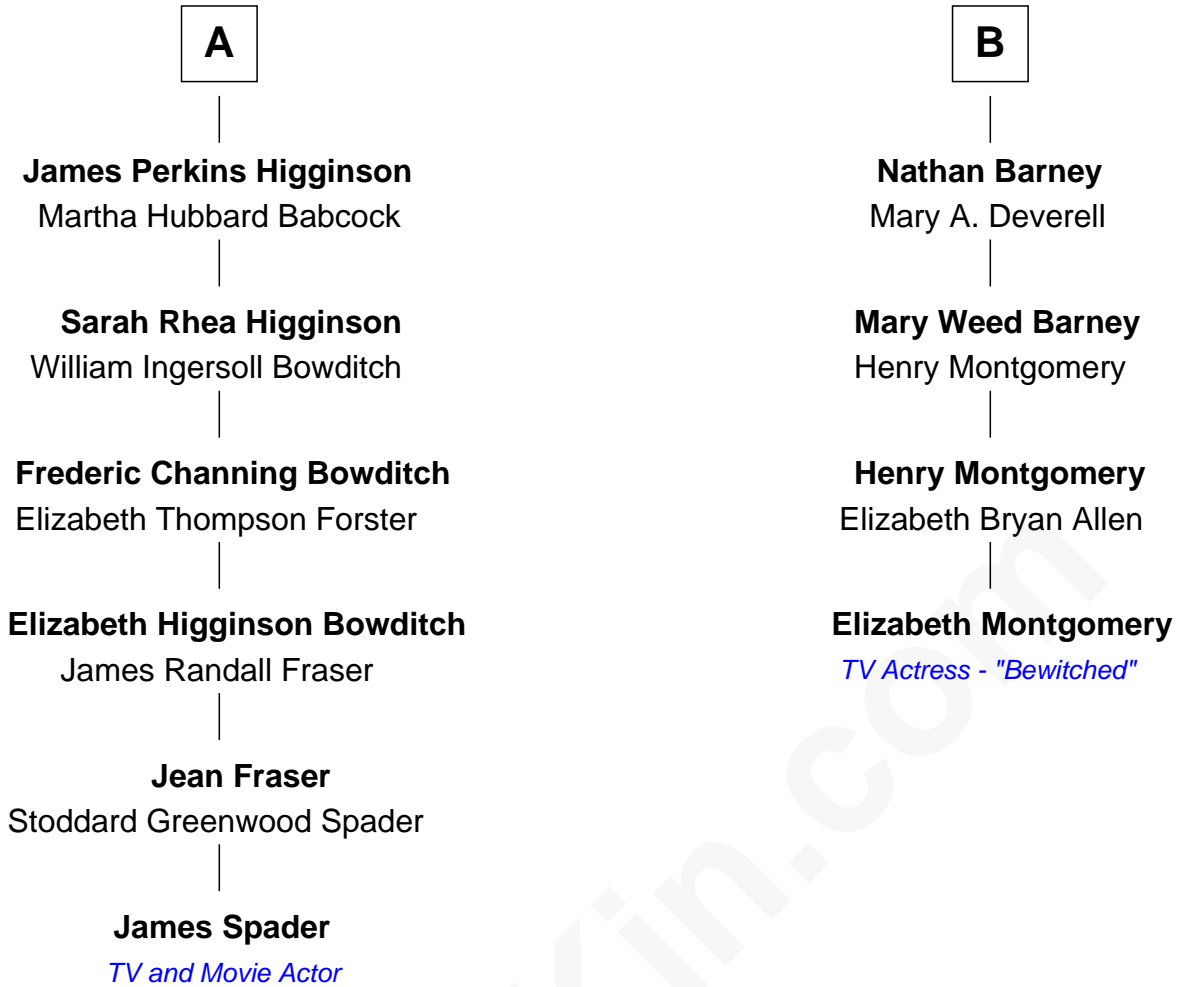 A
James Perkins Higginson
Martha Hubbard Babcock
Sarah Rhea Higginson
William Ingersoll Bowditch
Frederic Channing Bowditch
Elizabeth Thompson Forster
Elizabeth Higginson Bowditch
James Randall Fraser
Jean Fraser
Stoddard Greenwood Spader
James Spader
TV and Movie Actor
B
Nathan Barney
Mary A. Deverell
Mary Weed Barney
Henry Montgomery
Henry Montgomery
Elizabeth Bryan Allen
Elizabeth Montgomery
TV Actress - "Bewitched"
in.com